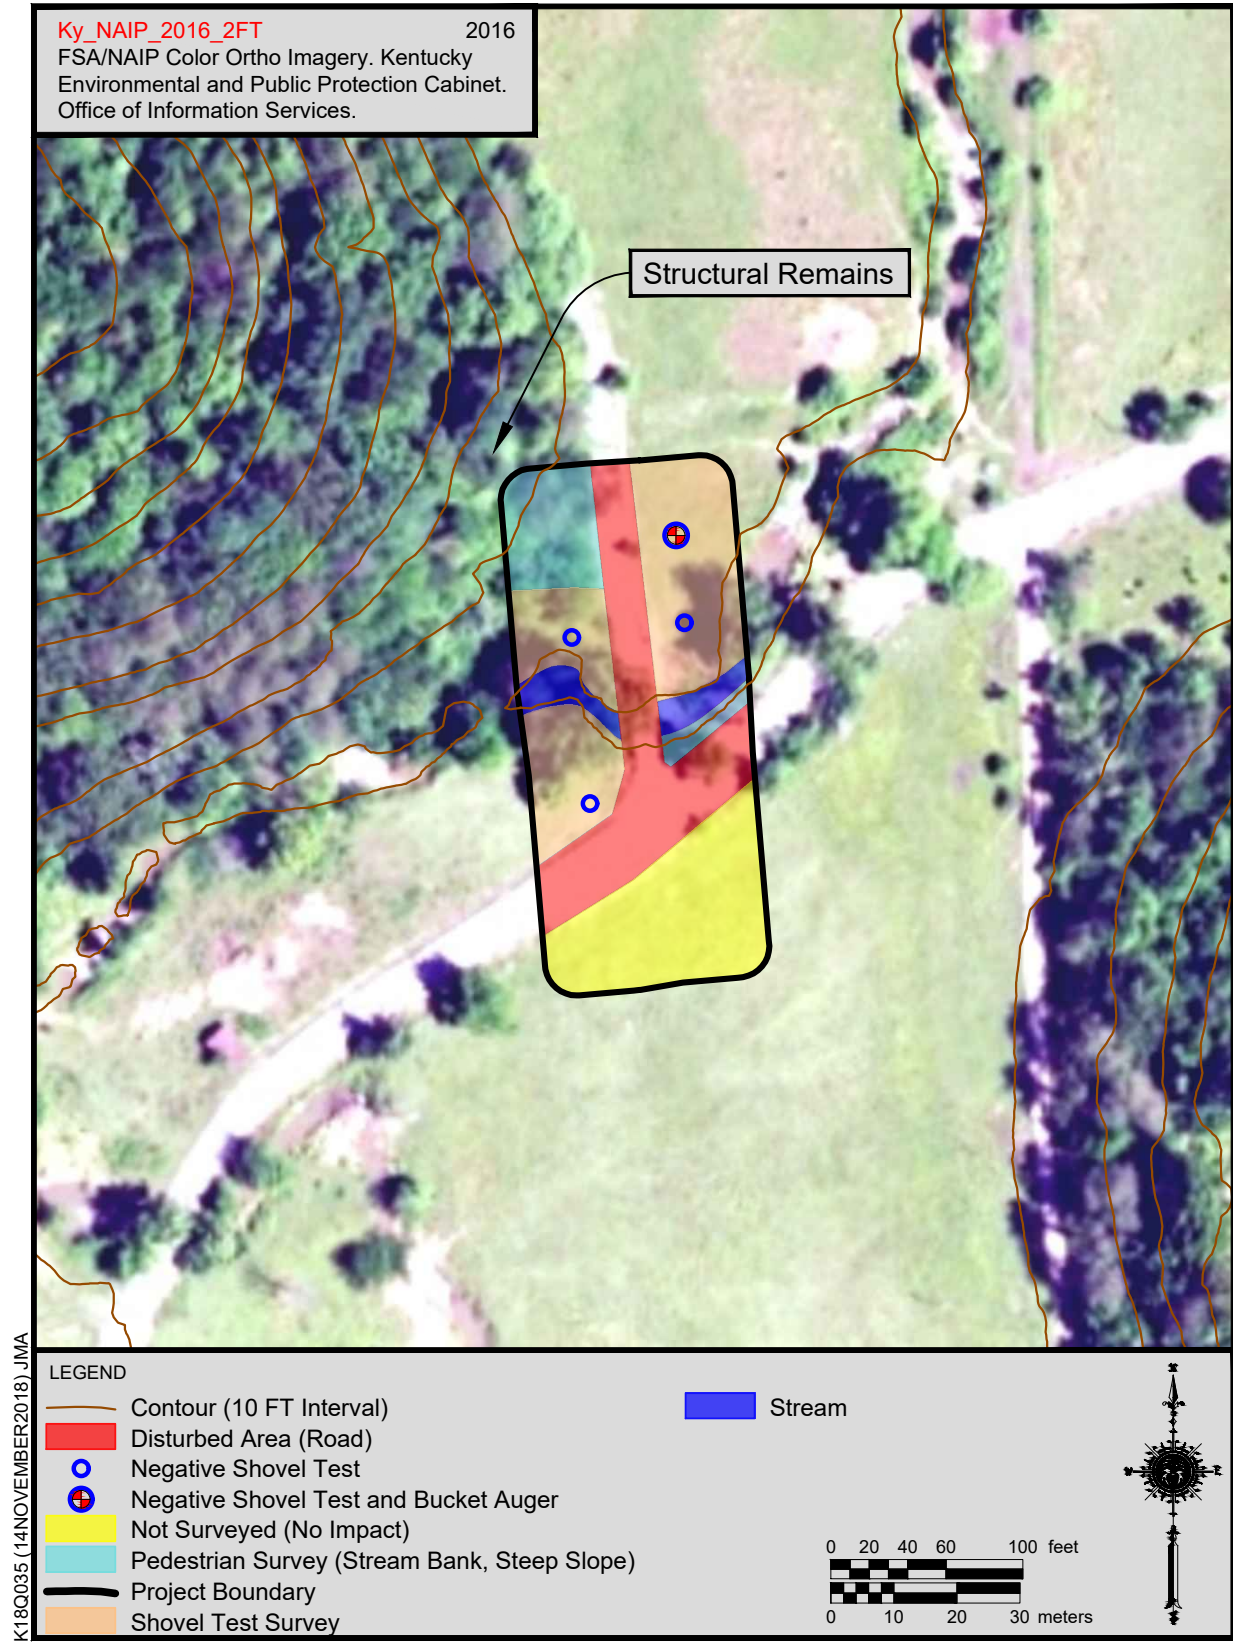 Ky_NAIP_2016_2FT 2016
FSA/NAIP Color Ortho Imagery. Kentucky
Environmental and Public Protection Cabinet.
Office of Information Services.
Structural Remains
K18Q035 (14NOVEMBER2018) JMA
LEGEND
Contour (10 FT Interval)
Disturbed Area (Road)
Negative Shovel Test
Negative Shovel Test and Bucket Auger
Not Surveyed (No Impact)
Pedestrian Survey (Stream Bank, Steep Slope)
Project Boundary
Shovel Test Survey
Stream
0 20 40 60 100 feet
0 10 20 30 meters